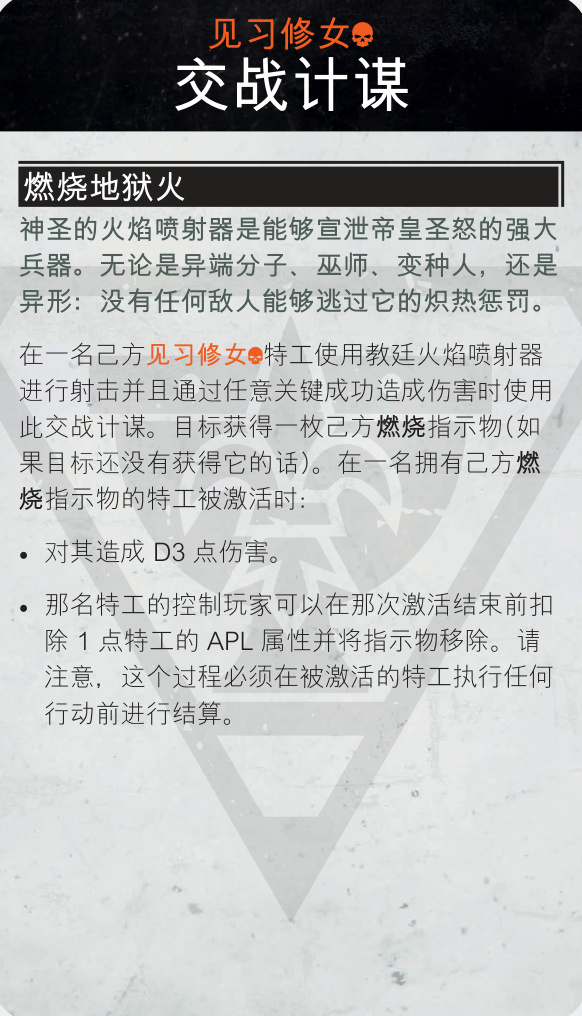 见习修女
交战计谋
燃烧地狱火
神圣的火焰喷射器是能够宣泄帝皇圣怒的强大
兵器。无论是异端分子、巫师、变种人，还是
异形：没有任何敌人能够逃过它的炽热惩罚。
在一名己方见习修女特工使用教廷火焰喷射器
进行射击并且通过任意关键成功造成伤害时使用
此交战计谋。目标获得一枚己方燃烧指示物（如
果目标还没有获得它的话）。在一名拥有己方燃
烧指示物的特工被激活时：
• 对其造成 D3 点伤害。
• 那名特工的控制玩家可以在那次激活结束前扣
除 1 点特工的 APL 属性并将指示物移除。请
注意，这个过程必须在被激活的特工执行任何
行动前进行结算。